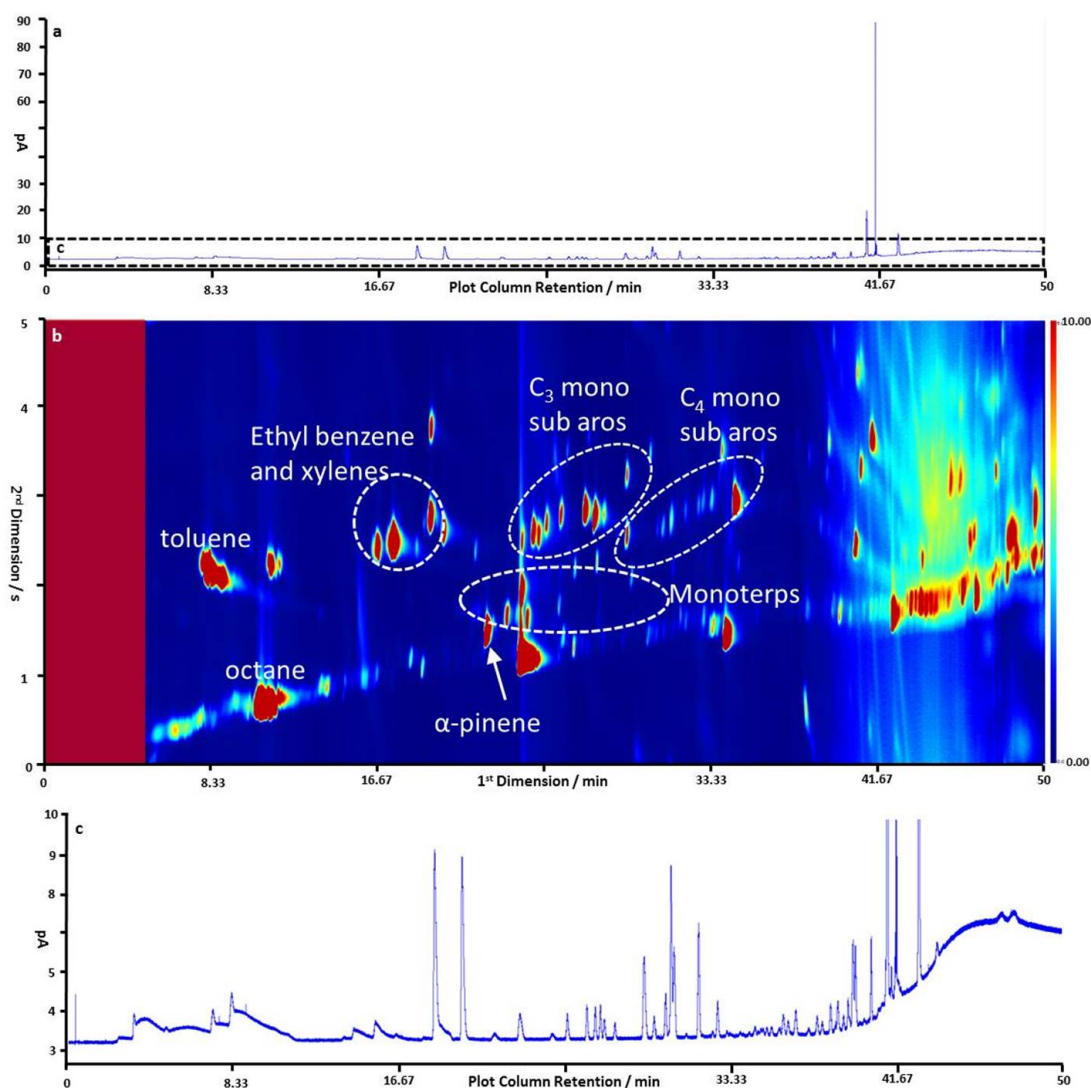 90
a
80
70
60
pA
30
20
10
c
0
0 8.33 16.67 Plot Column Retention / min 33.33 41.67 50
5
b
10.00
4
C₃ mono
sub aros
C₄ mono
sub aros
Ethyl benzene
and xylenes
2ⁿᵈ Dimension / s
toluene
Monoterps
octane
1
α-pinene
0
0.00
0 8.33 16.67 1ˢᵗ Dimension / min 33.33 41.67 50
10
c
9
8
pA
5
4
3
0 8.33 16.67 Plot Column Retention / min 33.33 41.67 50